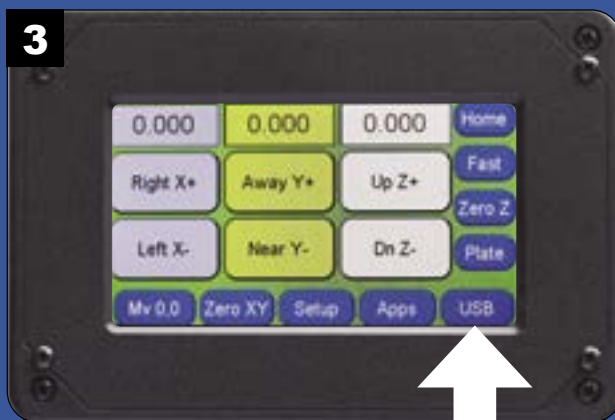 3
0.000 0.000 0.000 Home
Right X+ Away Y+ Up Z+ Fast
Zero Z
Left X- Near Y- Dn Z- Plate
Mv 0,0 Zero XY Setup Apps USB